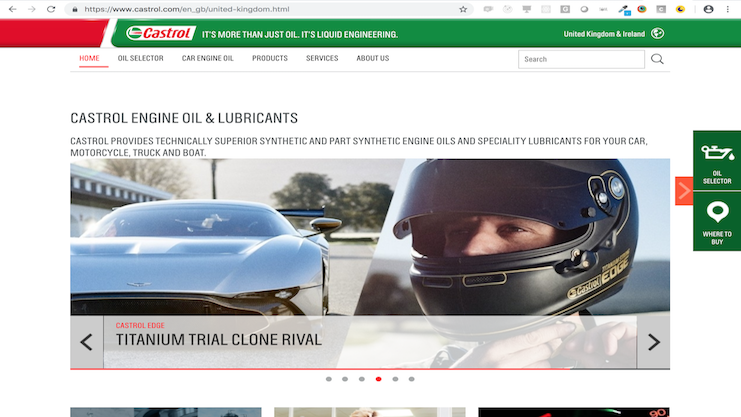 https://www.castrol.com/en_gb/united-kingdom.html
Castrol IT'S MORE THAN JUST OIL. IT'S LIQUID ENGINEERING.
United Kingdom & Ireland
HOME OIL SELECTOR CAR ENGINE OIL PRODUCTS SERVICES ABOUT US
Search
CASTROL ENGINE OIL & LUBRICANTS
CASTROL PROVIDES TECHNICALLY SUPERIOR SYNTHETIC AND PART SYNTHETIC ENGINE OILS AND SPECIALITY LUBRICANTS FOR YOUR CAR,
MOTORCYCLE, TRUCK AND BOAT.
OIL
SELECTOR
WHERE TO
BUY
Castrol EDGE
CASTROL EDGE
TITANIUM TRIAL CLONE RIVAL